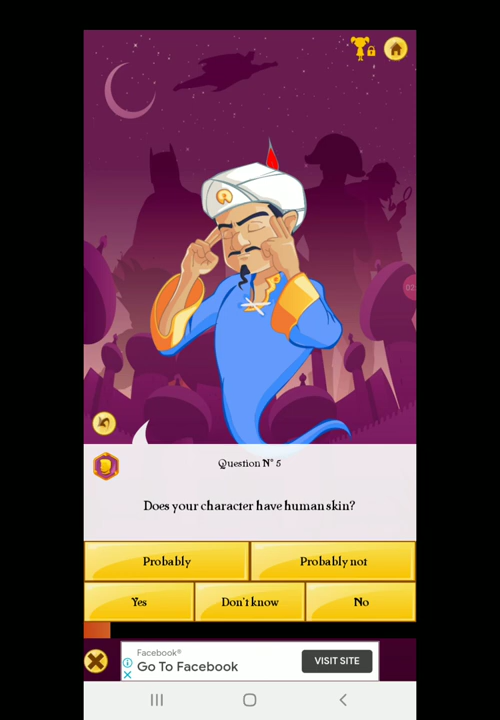 Question N° 5
Does your character have human skin?
Probably
Probably not
Yes
Don't know
No
Facebook®
Go To Facebook
VISIT SITE